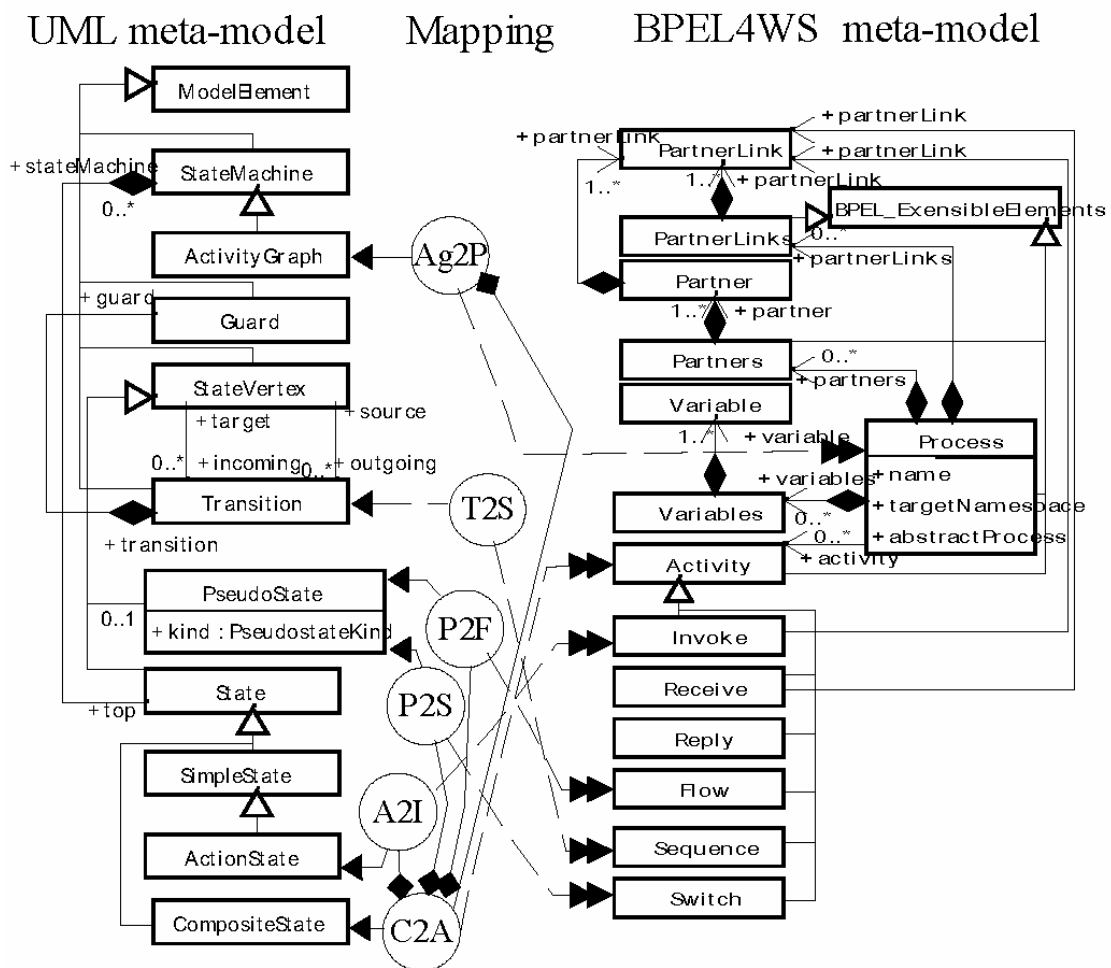 UML meta-model
Mapping
BPEL4WS meta-model
ModelElement
+ stateMachine
StateMachine
0..*
ActivityGraph
+ guard
Guard
StateVertex
+ target
+ source
0..*
+ incoming
0..*
+ outgoing
Transition
+ transition
PseudoState
0..1
+ kind : PseudostateKind
State
+ top
SimpleState
ActionState
CompositeState
Ag2P
T2S
P2F
P2S
A2I
C2A
+ partnerLink
+ partnerLink
PartnerLink
+ partnerLink
1..*
1..*
+ partnerLink
BPEL_ExensibleElements
PartnerLinks
0..*
+ partnerLinks
Partner
1..*
+ partner
Partners
0..*
+ partners
Variable
1..*
+ variable
Process
+ name
+ targetNamespace
+ abstractProcess
+ variables
Variables
0..*
0..*
Activity
+ activity
Invoke
Receive
Reply
Flow
Sequence
Switch